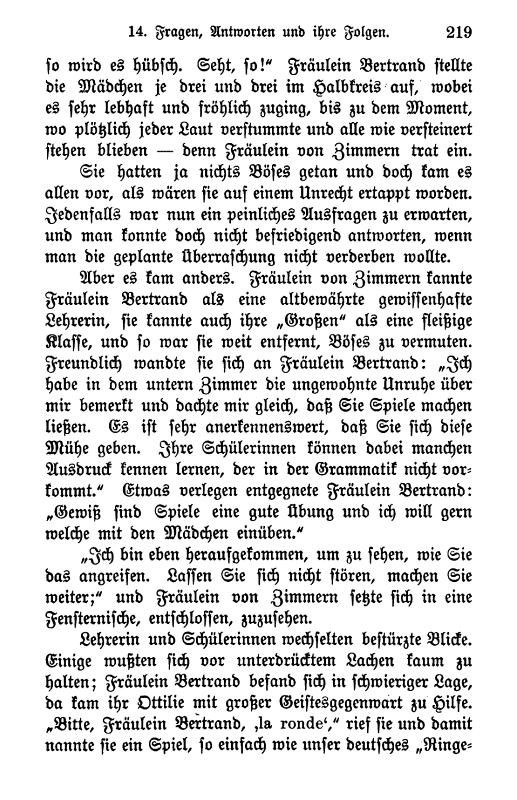 14. Fragen, Antworten und ihre Folgen. 219
so wird es hübsch. Seht, so!“ Fräulein Bertrand stellte
die Mädchen je drei und drei im Halbkreis auf, wobei
es sehr lebhaft und fröhlich zuging, bis zu dem Moment,
wo plötzlich jeder Laut verstummte und alle wie versteinert
stehen blieben — denn Fräulein von Zimmern trat ein.
Sie hatten ja nichts Böses getan und doch kam es
allen vor, als wären sie auf einem Unrecht ertappt worden.
Jedenfalls war nun ein peinliches Ausfragen zu erwarten,
und man konnte doch nicht befriedigend antworten, wenn
man die geplante Überraschung nicht verderben wollte.
Aber es kam anders. Fräulein von Zimmern kannte
Fräulein Bertrand als eine altbewährte gewissenhafte
Lehrerin, sie kannte auch ihre „Großen“ als eine fleißige
Klasse, und so war sie weit entfernt, Böses zu vermuten.
Freundlich wandte sie sich an Fräulein Bertrand: „Ich
habe in dem untern Zimmer die ungewohnte Unruhe über
mir bemerkt und dachte mir gleich, daß Sie Spiele machen
ließen. Es ist sehr anerkennenswert, daß Sie sich diese
Mühe geben. Ihre Schülerinnen können dabei manchen
Ausdruck kennen lernen, der in der Grammatik nicht vor-
kommt.“ Etwas verlegen entgegnete Fräulein Bertrand:
„Gewiß sind Spiele eine gute Übung und ich will gern
welche mit den Mädchen einüben.“
„Ich bin eben heraufgekommen, um zu sehen, wie Sie
das angreifen. Lassen Sie sich nicht stören, machen Sie
weiter;“ und Fräulein von Zimmern setzte sich in eine
Fensternische, entschlossen, zuzusehen.
Lehrerin und Schülerinnen wechselten bestürzte Blicke.
Einige wußten sich vor unterdrücktem Lachen kaum zu
halten; Fräulein Bertrand befand sich in schwieriger Lage,
da kam ihr Ottilie mit großer Geistesgegenwart zu Hilfe.
„Bitte, Fräulein Bertrand, ‚la ronde‘,“ rief sie und damit
nannte sie ein Spiel, so einfach wie unser deutsches „Ringe-